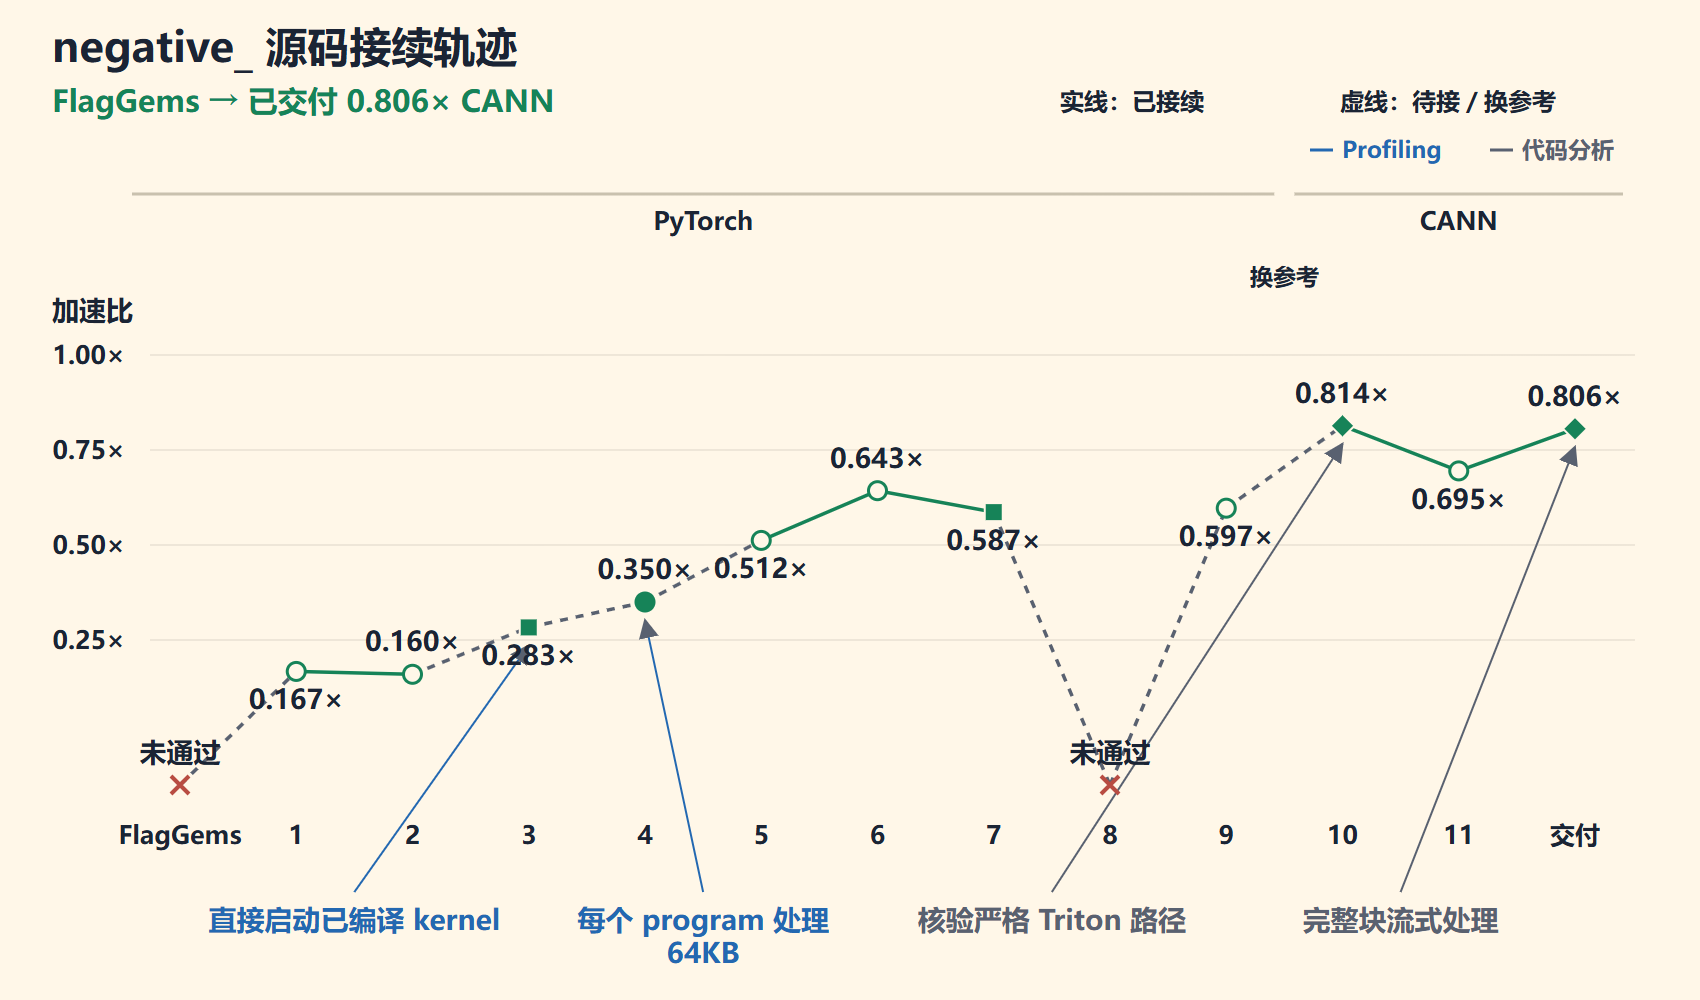 negative_ 源码接续轨迹
FlagGems → 已交付 0.806× CANN
实线：已接续
虚线：待接 / 换参考
Profiling
代码分析
PyTorch
CANN
换参考
加速比
1.00×
0.75×
0.50×
0.25×
未通过
0.167×
0.160×
0.283×
0.350×
0.512×
0.643×
0.587×
未通过
0.597×
0.814×
0.695×
0.806×
FlagGems
1
2
3
4
5
6
7
8
9
10
11
交付
直接启动已编译 kernel
每个 program 处理
64KB
核验严格 Triton 路径
完整块流式处理